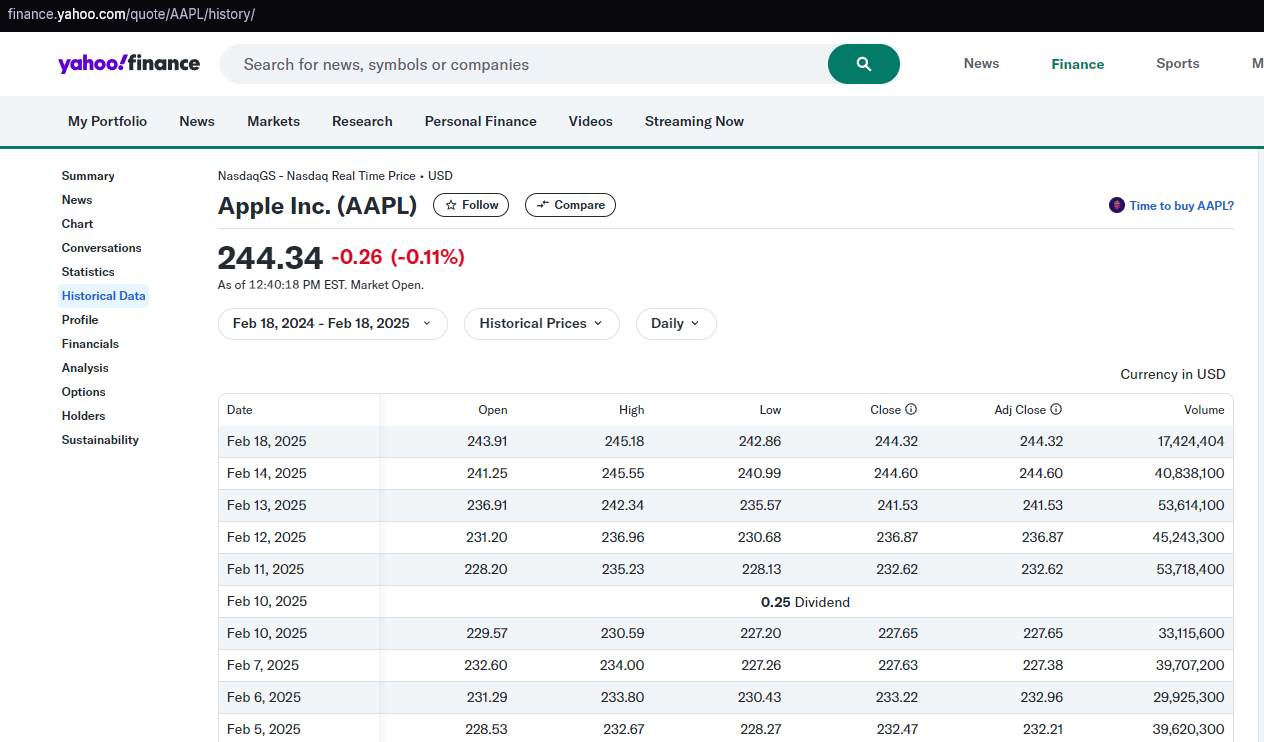 finance.yahoo.com/quote/AAPL/history/
yahoo!finance Search for news, symbols or companies News Finance Sports M
My Portfolio News Markets Research Personal Finance Videos Streaming Now
Summary
News
Chart
Conversations
Statistics
Historical Data
Profile
Financials
Analysis
Options
Holders
Sustainability
NasdaqGS - Nasdaq Real Time Price • USD
Apple Inc. (AAPL) Follow Compare Time to buy AAPL?
244.34 -0.26 (-0.11%)
As of 12:40:18 PM EST. Market Open.
Feb 18, 2024 - Feb 18, 2025 Historical Prices Daily
Currency in USD
Date Open High Low Close Adj Close Volume
Feb 18, 2025 243.91 245.18 242.86 244.32 244.32 17,424,404
Feb 14, 2025 241.25 245.55 240.99 244.60 244.60 40,838,100
Feb 13, 2025 236.91 242.34 235.57 241.53 241.53 53,614,100
Feb 12, 2025 231.20 236.96 230.68 236.87 236.87 45,243,300
Feb 11, 2025 228.20 235.23 228.13 232.62 232.62 53,718,400
Feb 10, 2025 0.25 Dividend
Feb 10, 2025 229.57 230.59 227.20 227.65 227.65 33,115,600
Feb 7, 2025 232.60 234.00 227.26 227.63 227.38 39,707,200
Feb 6, 2025 231.29 233.80 230.43 233.22 232.96 29,925,300
Feb 5, 2025 228.53 232.67 228.27 232.47 232.21 39,620,300